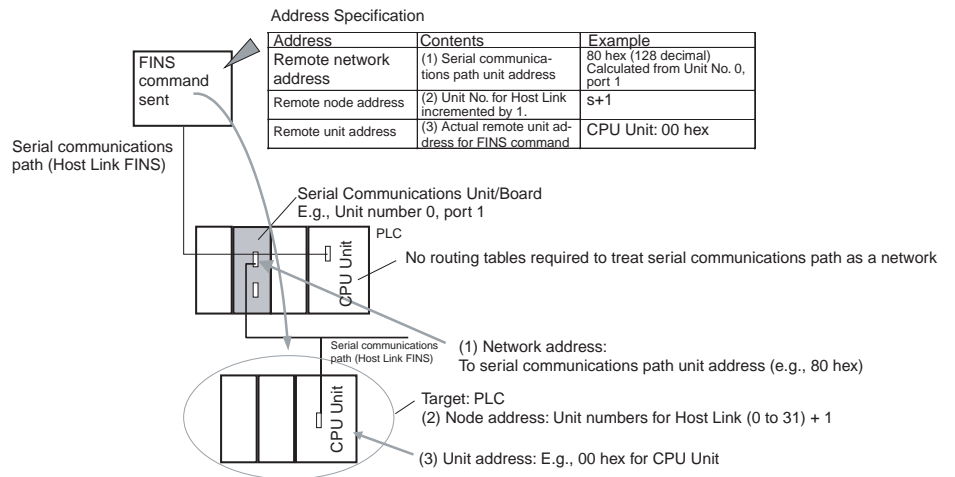 Address Specification
Address Contents Example
Remote network address
(1) Serial communica-
tions path unit address
80 hex (128 decimal)
Calculated from Unit No. 0,
port 1
Remote node address
(2) Unit No. for Host Link
incremented by 1.
s+1
Remote unit address
(3) Actual remote unit ad-
dress for FINS command
CPU Unit: 00 hex
FINS
command
sent
Serial communications
path (Host Link FINS)
Serial Communications Unit/Board
E.g., Unit number 0, port 1
PLC
CPU Unit
No routing tables required to treat serial communications path as a network
Serial communications
path (Host Link FINS)
(1) Network address:
To serial communications path unit address (e.g., 80 hex)
CPU Unit
Target: PLC
(2) Node address: Unit numbers for Host Link (0 to 31) + 1
(3) Unit address: E.g., 00 hex for CPU Unit